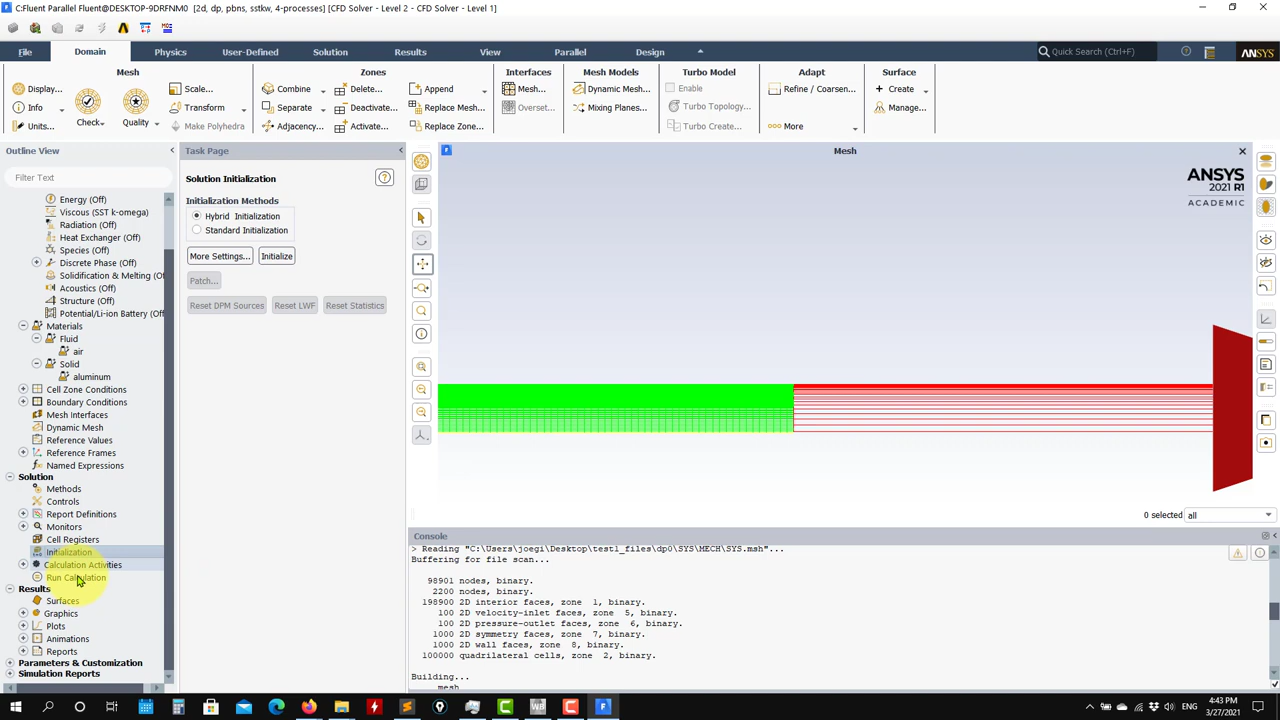 C:Fluent Parallel Fluent@DESKTOP-9DRFNM0 [2d, dp, pbns, sstkw, 4-processes] [CFD Solver - Level 2 - CFD Solver - Level 1]
File Domain Physics User-Defined Solution Results View Parallel Design Quick Search (Ctrl+F) ANSYS
Mesh Zones Interfaces Mesh Models Turbo Model Adapt Surface
Display... Scale... Combine Delete... Append Mesh... Dynamic Mesh... Enable Refine / Coarsen... Create
Info Check Quality Transform Separate Deactivate... Replace Mesh... Overset... Mixing Planes... Turbo Topology... Manage...
Units... Make Polyhedra Adjacency... Activate... Replace Zone... Turbo Create... More
Outline View
Filter Text
Energy (Off)
Viscous (SST k-omega)
Radiation (Off)
Heat Exchanger (Off)
Species (Off)
Discrete Phase (Off)
Solidification & Melting (Of
Acoustics (Off)
Structure (Off)
Potential/Li-ion Battery (Off
Materials
Fluid
air
Solid
aluminum
Cell Zone Conditions
Boundary Conditions
Mesh Interfaces
Dynamic Mesh
Reference Values
Reference Frames
Named Expressions
Solution
Methods
Controls
Report Definitions
Monitors
Cell Registers
Initialization
Calculation Activities
Run Calculation
Results
Surfaces
Graphics
Plots
Animations
Reports
Parameters & Customization
Simulation Reports
Task Page
Solution Initialization
Initialization Methods
Hybrid Initialization
Standard Initialization
More Settings... Initialize
Patch...
Reset DPM Sources Reset LWF Reset Statistics
Mesh
ANSYS
2021 R1
ACADEMIC
0 selected all
Console
> Reading "C:\Users\joegi\Desktop\test1_files\dp0\SYS\MECH\SYS.msh"...
Buffering for file scan...
98901 nodes, binary.
2200 nodes, binary.
198900 2D interior faces, zone 1, binary.
100 2D velocity-inlet faces, zone 5, binary.
100 2D pressure-outlet faces, zone 6, binary.
1000 2D symmetry faces, zone 7, binary.
1000 2D wall faces, zone 8, binary.
100000 quadrilateral cells, zone 2, binary.
Building...
mesh
ENG 4:43 PM
3/27/2021